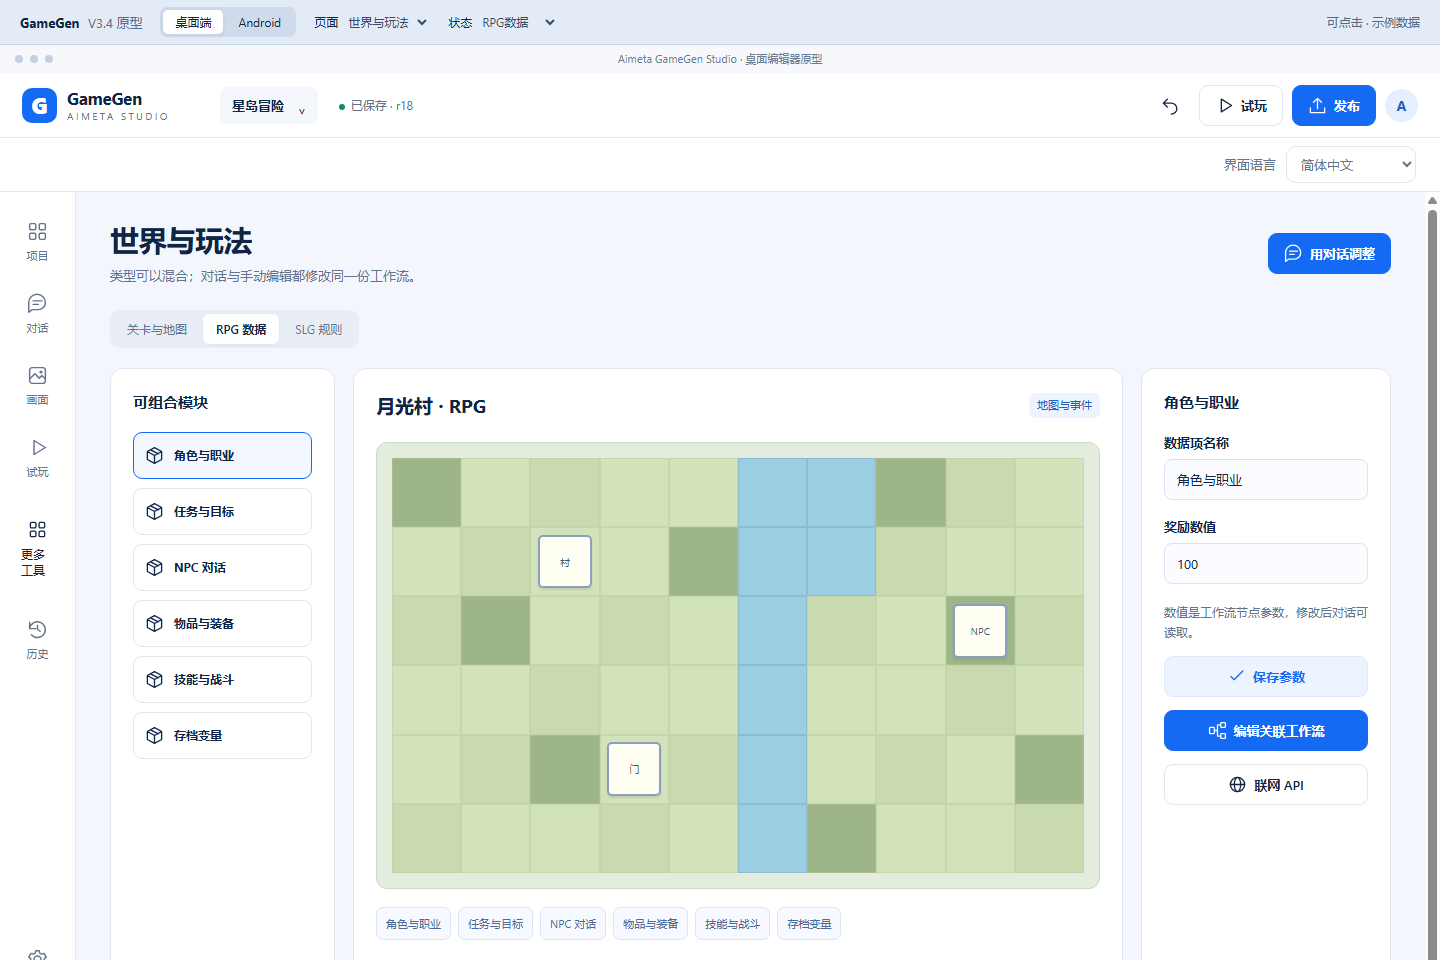 GameGen V3.4 原型 桌面端 Android 页面 世界与玩法 状态 RPG数据 可点击 · 示例数据
Aimeta GameGen Studio · 桌面编辑器原型
G GameGen 星岛冒险 已保存 · r18 试玩 发布 A
AIMETA STUDIO
界面语言 简体中文
项目
对话
画面
试玩
更多
工具
历史
世界与玩法
类型可以混合；对话与手动编辑都修改同一份工作流。
用对话调整
关卡与地图 RPG 数据 SLG 规则
可组合模块
角色与职业
任务与目标
NPC 对话
物品与装备
技能与战斗
存档变量
月光村 · RPG 地图与事件
村
NPC
门
角色与职业 任务与目标 NPC 对话 物品与装备 技能与战斗 存档变量
角色与职业
数据项名称
角色与职业
奖励数值
100
数值是工作流节点参数，修改后对话可
读取。
保存参数
编辑关联工作流
联网 API